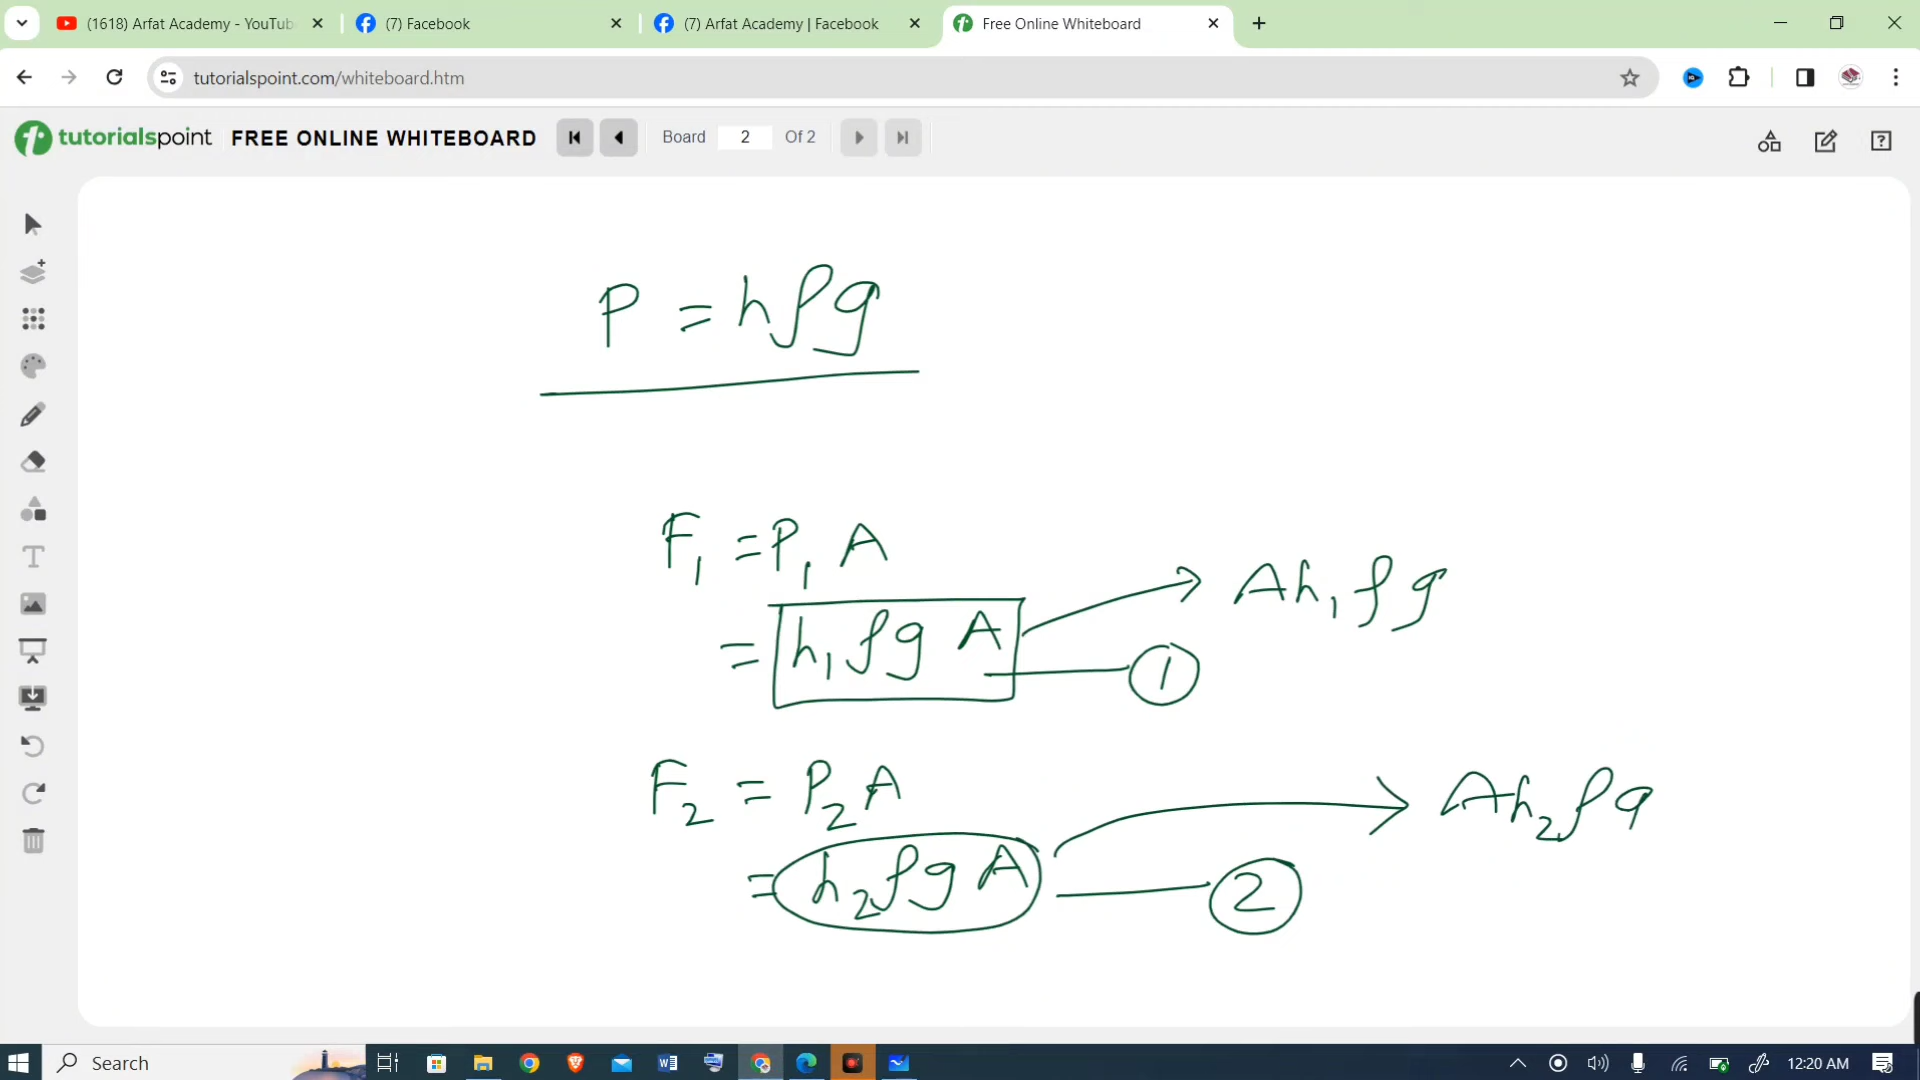 (1618) Arfat Academy - YouTub
(7) Facebook
(7) Arfat Academy | Facebook
Free Online Whiteboard
tutorialspoint.com/whiteboard.htm
tutorialspoint FREE ONLINE WHITEBOARD Board 2 Of 2
P = hρg
F₁ = P₁ A
= h₁ρg A → Ah₁ρg
①
F₂ = P₂ A → Ah₂ρg
= h₂ρg A ②
Search
12:20 AM